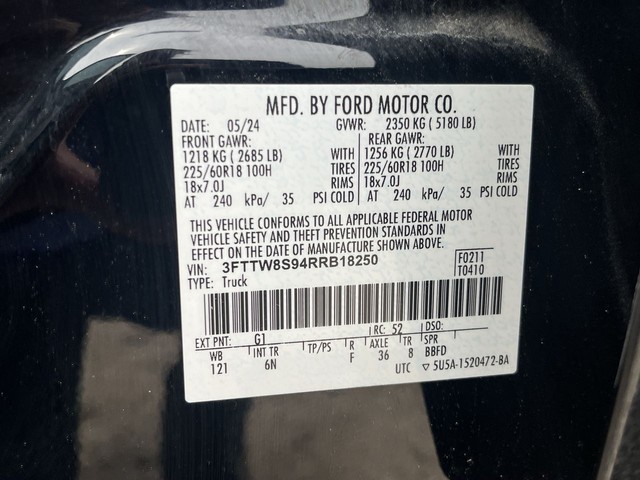 MFD. BY FORD MOTOR CO.
DATE: 05/24 GVWR: 2350 KG ( 5180 LB)
FRONT GAWR: REAR GAWR:
1218 KG ( 2685 LB) WITH 1256 KG ( 2770 LB) WITH
225/60R18 100H TIRES 225/60R18 100H TIRES
18x7.0J RIMS 18x7.0J RIMS
AT 240 kPa/ 35 PSI COLD AT 240 kPa/ 35 PSI COLD
THIS VEHICLE CONFORMS TO ALL APPLICABLE FEDERAL MOTOR
VEHICLE SAFETY AND THEFT PREVENTION STANDARDS IN
EFFECT ON THE DATE OF MANUFACTURE SHOWN ABOVE.
VIN: 3FTTW8S94RRB18250 F0211
TYPE: Truck T0410
EXT PNT: G1 RC: 52 DSO:
WB INT TR TP/PS R AXLE TR SPR
121 6N F 36 8 BBFD
UTC ▽ 5U5A-1520472-BA